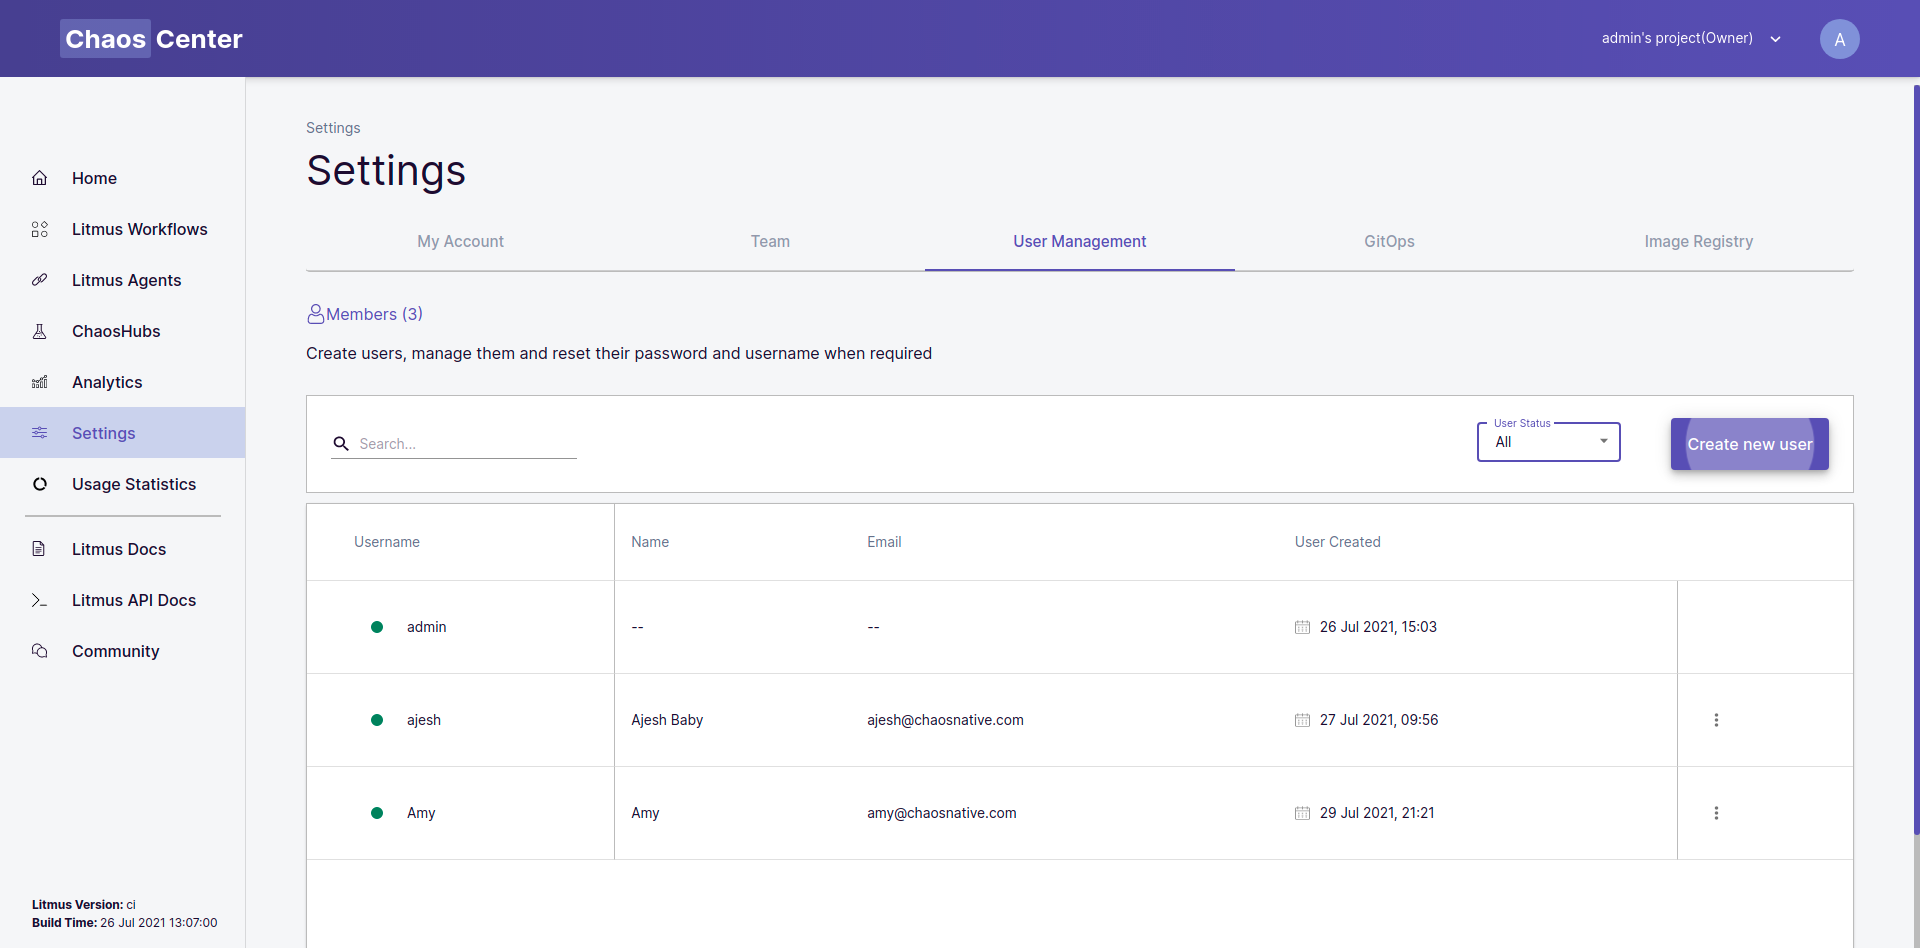 Chaos Center
admin's project(Owner)
A
Home
Litmus Workflows
Litmus Agents
ChaosHubs
Analytics
Settings
Usage Statistics
Litmus Docs
Litmus API Docs
Community
Litmus Version: ci
Build Time: 26 Jul 2021 13:07:00
Settings
Settings
My Account Team User Management GitOps Image Registry
Members (3)
Create users, manage them and reset their password and username when required
Search...
User Status
All
Create new user
Username Name Email User Created
admin -- -- 26 Jul 2021, 15:03
ajesh Ajesh Baby ajesh@chaosnative.com 27 Jul 2021, 09:56
Amy Amy amy@chaosnative.com 29 Jul 2021, 21:21